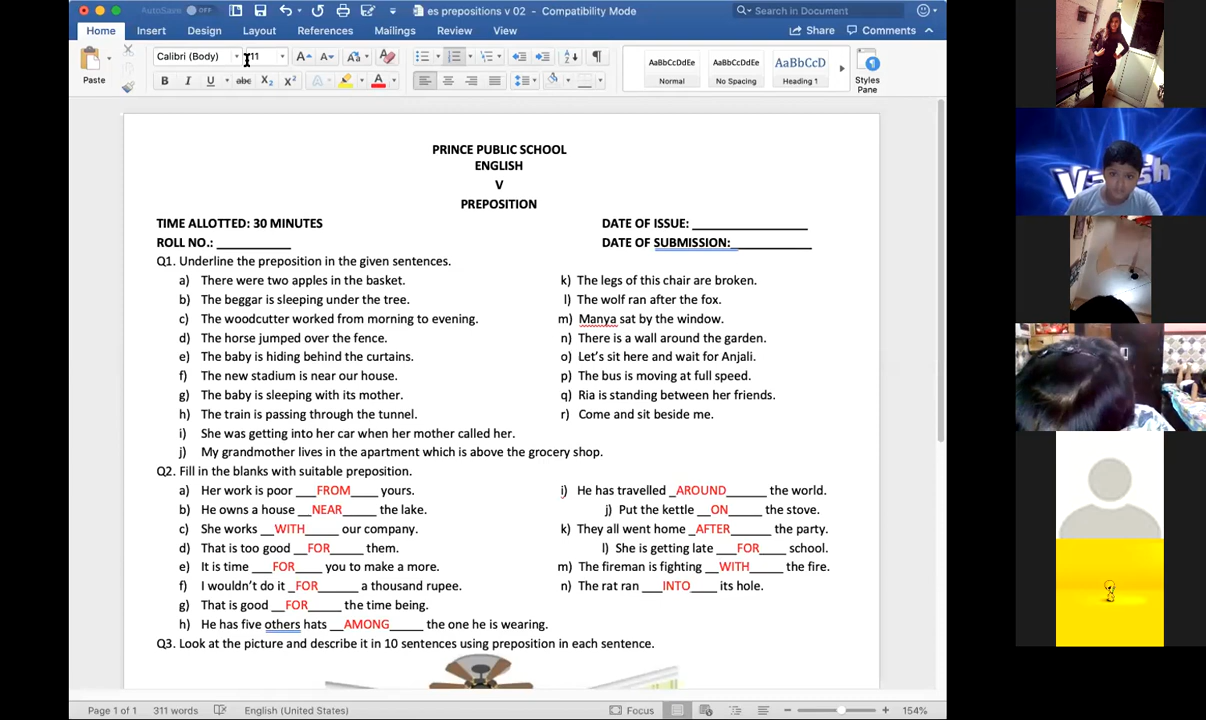 AutoSave OFF
es prepositions v 02 - Compatibility Mode
Search in Document
Home Insert Draw Design Layout References Mailings Review View
Share Comments
Paste
Calibri (Body) 11
AaBbCcDdEe AaBbCcDdEe AaBbCcD
Normal No Spacing Heading 1
Styles Pane
PRINCE PUBLIC SCHOOL
ENGLISH
V
PREPOSITION
TIME ALLOTTED: 30 MINUTES DATE OF ISSUE: ____________________
ROLL NO.: ____________ DATE OF SUBMISSION:______________
Q1. Underline the preposition in the given sentences.
a) There were two apples in the basket.
b) The beggar is sleeping under the tree.
c) The woodcutter worked from morning to evening.
d) The horse jumped over the fence.
e) The baby is hiding behind the curtains.
f) The new stadium is near our house.
g) The baby is sleeping with its mother.
h) The train is passing through the tunnel.
i) She was getting into her car when her mother called her.
j) My grandmother lives in the apartment which is above the grocery shop.
k) The legs of this chair are broken.
l) The wolf ran after the fox.
m) Manya sat by the window.
n) There is a wall around the garden.
o) Let's sit here and wait for Anjali.
p) The bus is moving at full speed.
q) Ria is standing between her friends.
r) Come and sit beside me.
Q2. Fill in the blanks with suitable preposition.
a) Her work is poor ___FROM____ yours.
b) He owns a house __NEAR_____ the lake.
c) She works __WITH_____ our company.
d) That is too good __FOR_____ them.
e) It is time ___FOR____ you to make a more.
f) I wouldn't do it _FOR_______ a thousand rupee.
g) That is good __FOR_____ the time being.
h) He has five others hats __AMONG_____ the one he is wearing.
i) He has travelled _AROUND_______ the world.
j) Put the kettle __ON_____ the stove.
k) They all went home _AFTER_______ the party.
l) She is getting late ___FOR____ school.
m) The fireman is fighting __WITH_____ the fire.
n) The rat ran ___INTO____ its hole.
Q3. Look at the picture and describe it in 10 sentences using preposition in each sentence.
Page 1 of 1 311 words English (United States) Focus 154%